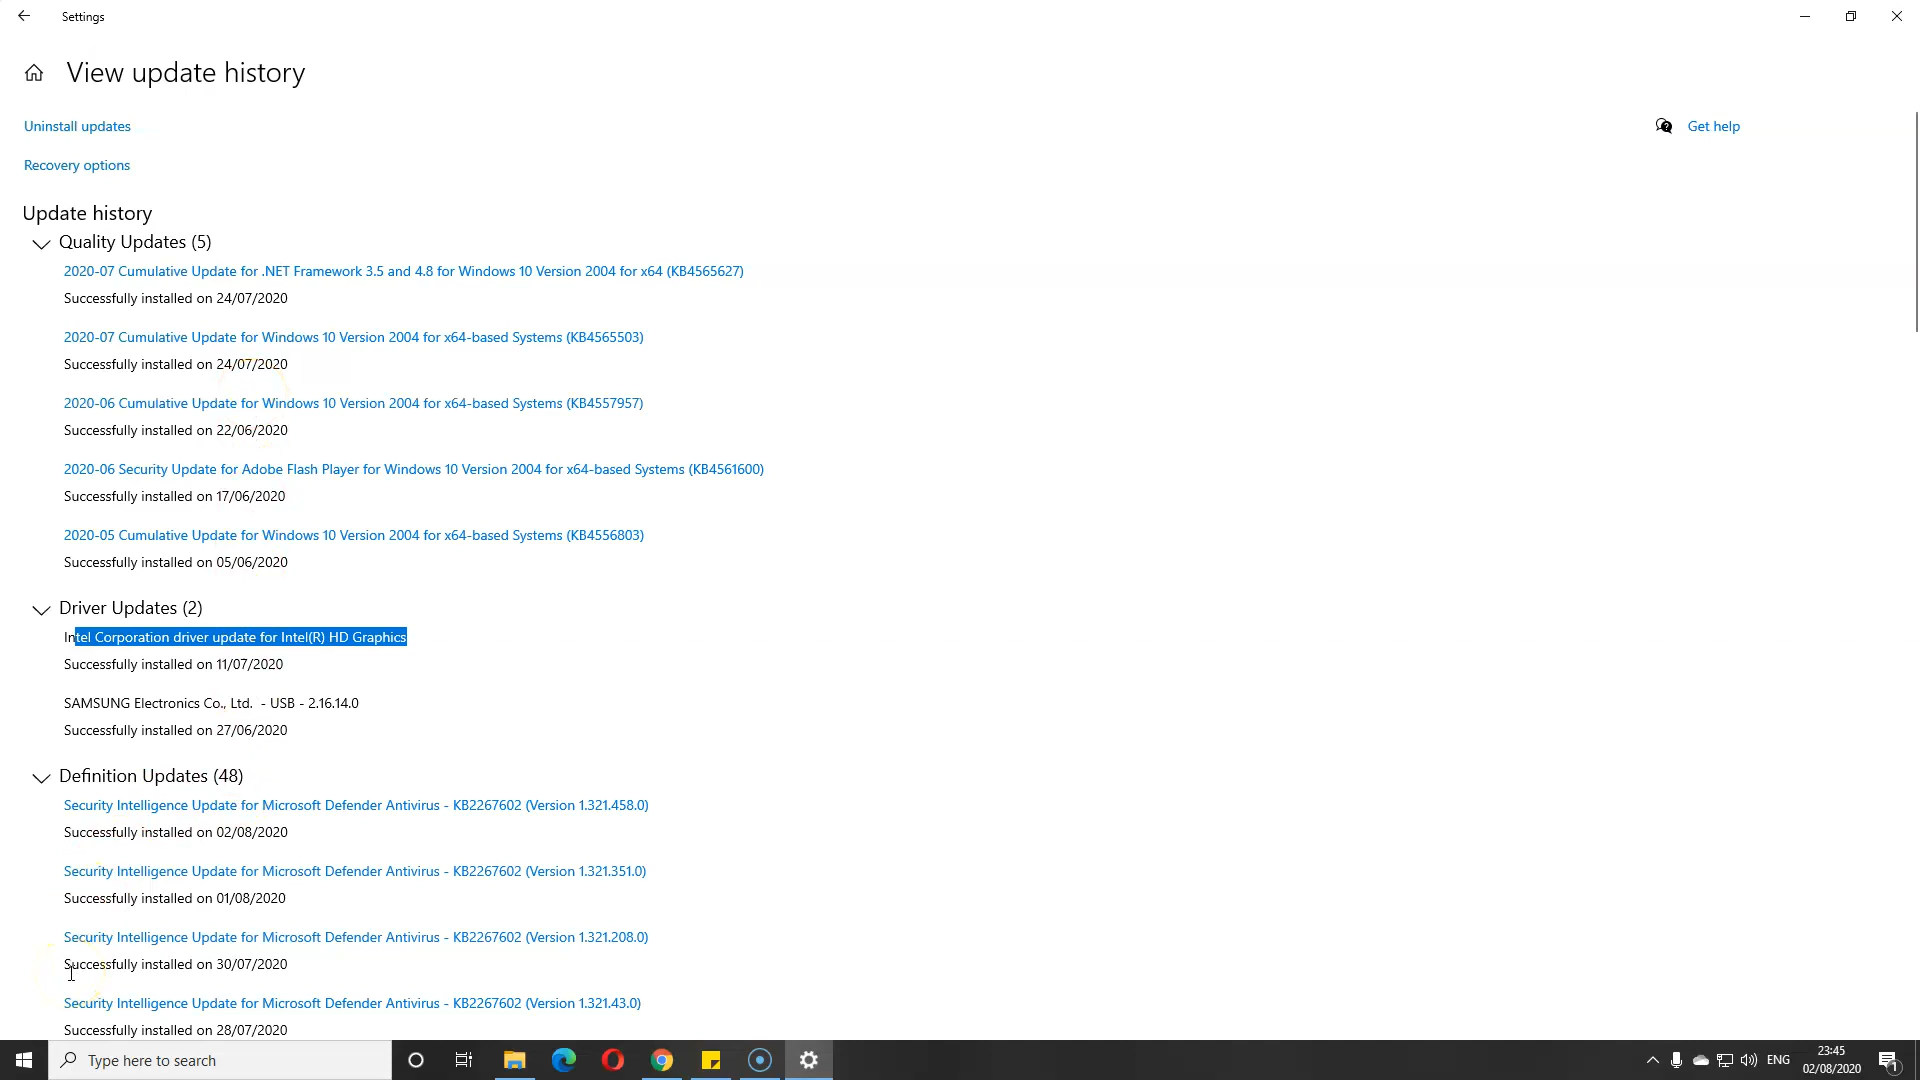 Settings
View update history
Uninstall updates
Get help
Recovery options
Update history
Quality Updates (5)
2020-07 Cumulative Update for .NET Framework 3.5 and 4.8 for Windows 10 Version 2004 for x64 (KB4565627)
Successfully installed on 24/07/2020
2020-07 Cumulative Update for Windows 10 Version 2004 for x64-based Systems (KB4565503)
Successfully installed on 24/07/2020
2020-06 Cumulative Update for Windows 10 Version 2004 for x64-based Systems (KB4557957)
Successfully installed on 22/06/2020
2020-06 Security Update for Adobe Flash Player for Windows 10 Version 2004 for x64-based Systems (KB4561600)
Successfully installed on 17/06/2020
2020-05 Cumulative Update for Windows 10 Version 2004 for x64-based Systems (KB4556803)
Successfully installed on 05/06/2020
Driver Updates (2)
Intel Corporation driver update for Intel(R) HD Graphics
Successfully installed on 11/07/2020
SAMSUNG Electronics Co., Ltd.  - USB - 2.16.14.0
Successfully installed on 27/06/2020
Definition Updates (48)
Security Intelligence Update for Microsoft Defender Antivirus - KB2267602 (Version 1.321.458.0)
Successfully installed on 02/08/2020
Security Intelligence Update for Microsoft Defender Antivirus - KB2267602 (Version 1.321.351.0)
Successfully installed on 01/08/2020
Security Intelligence Update for Microsoft Defender Antivirus - KB2267602 (Version 1.321.208.0)
Successfully installed on 30/07/2020
Security Intelligence Update for Microsoft Defender Antivirus - KB2267602 (Version 1.321.43.0)
Successfully installed on 28/07/2020
Type here to search
ENG
23:45
02/08/2020
1